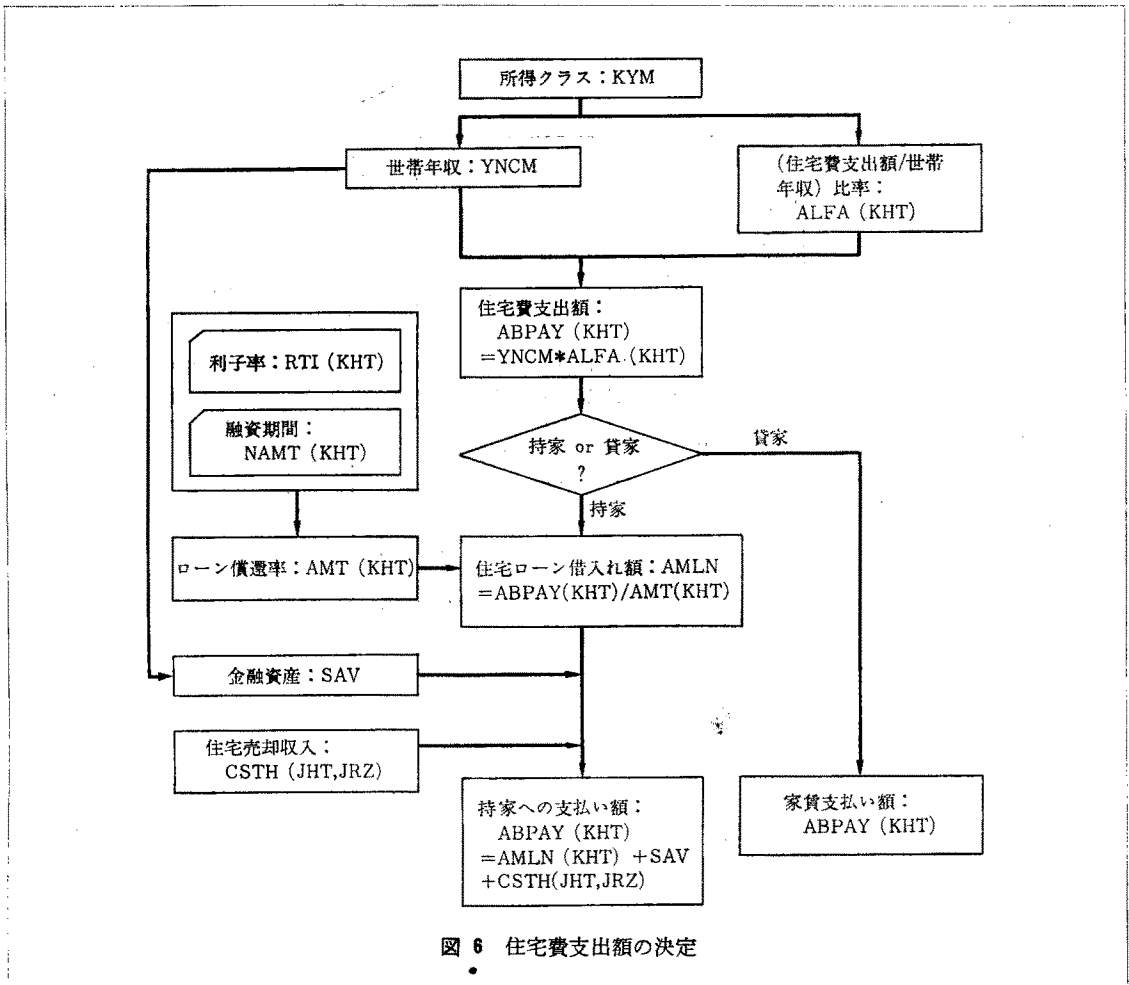 所得クラス：KYM
世帯年収：YNCM
(住宅費支出額/世帯
年収) 比率：
ALFA (KHT)
住宅費支出額：
ABPAY (KHT)
=YNCM*ALFA (KHT)
利子率：RTI (KHT)
融資期間：
NAMT (KHT)
持家 or 貸家
?
貸家
持家
ローン償還率：AMT (KHT)
住宅ローン借入れ額：AMLN
=ABPAY(KHT)/AMT(KHT)
金融資産：SAV
住宅売却収入：
CSTH (JHT,JRZ)
持家への支払い額：
ABPAY (KHT)
=AMLN (KHT) +SAV
+CSTH(JHT,JRZ)
家賃支払い額：
ABPAY (KHT)
図 6 住宅費支出額の決定